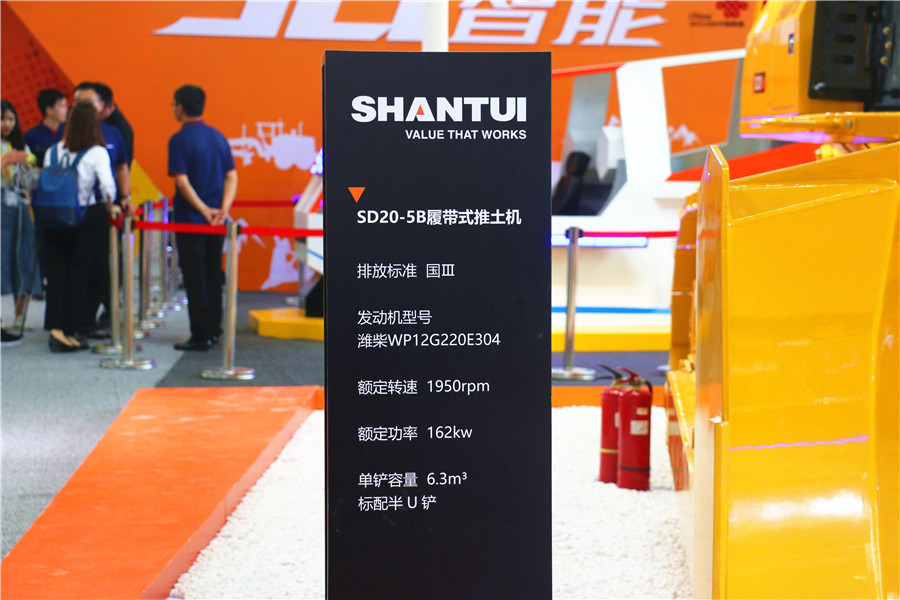 智能
SHANTUI
VALUE THAT WORKS
SD20-5B履带式推土机
排放标准 国Ⅲ
发动机型号
潍柴WP12G220E304
额定转速 1950rpm
额定功率 162kw
单铲容量 6.3m³
标配半 U 铲